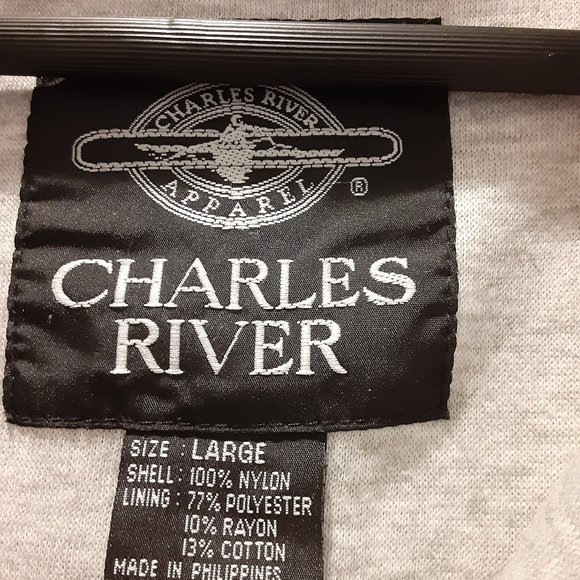 CHARLES RIVER
APPAREL
®
CHARLES
RIVER
SIZE : LARGE
SHELL : 100% NYLON
LINING : 77% POLYESTER
10% RAYON
13% COTTON
MADE IN PHILIPPINES